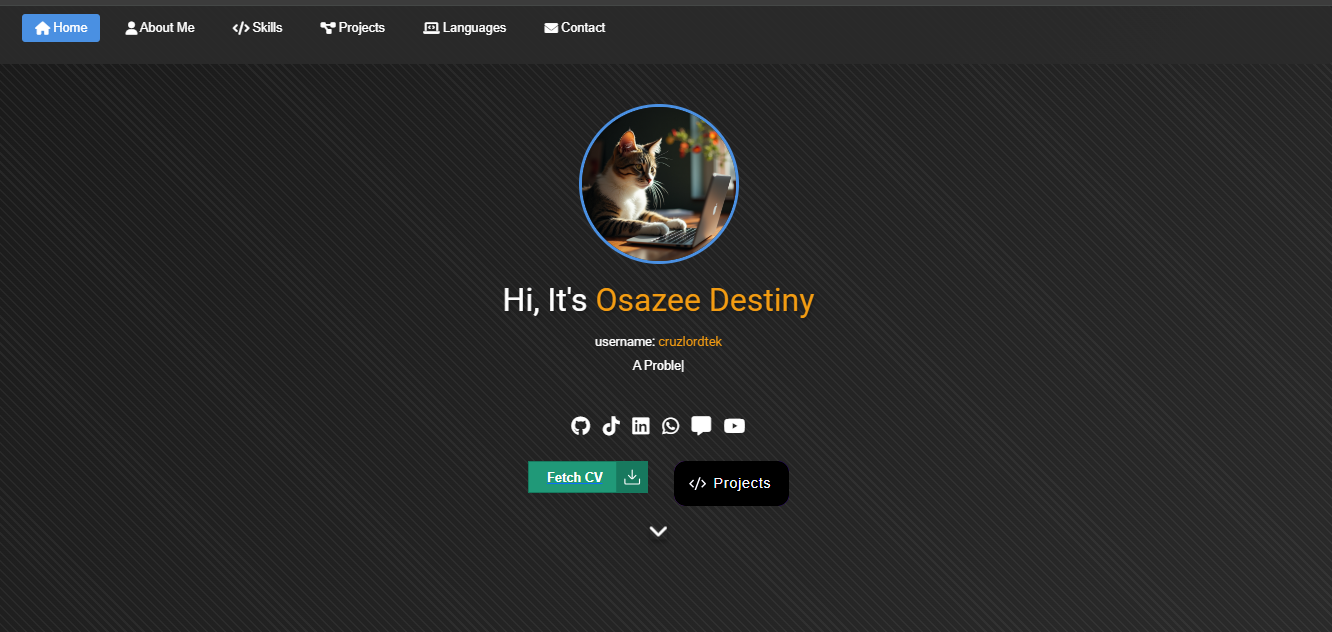 Home About Me Skills Projects Languages Contact
Hi, It's Osazee Destiny
username: cruzlordtek
A Proble|
Fetch CV Projects